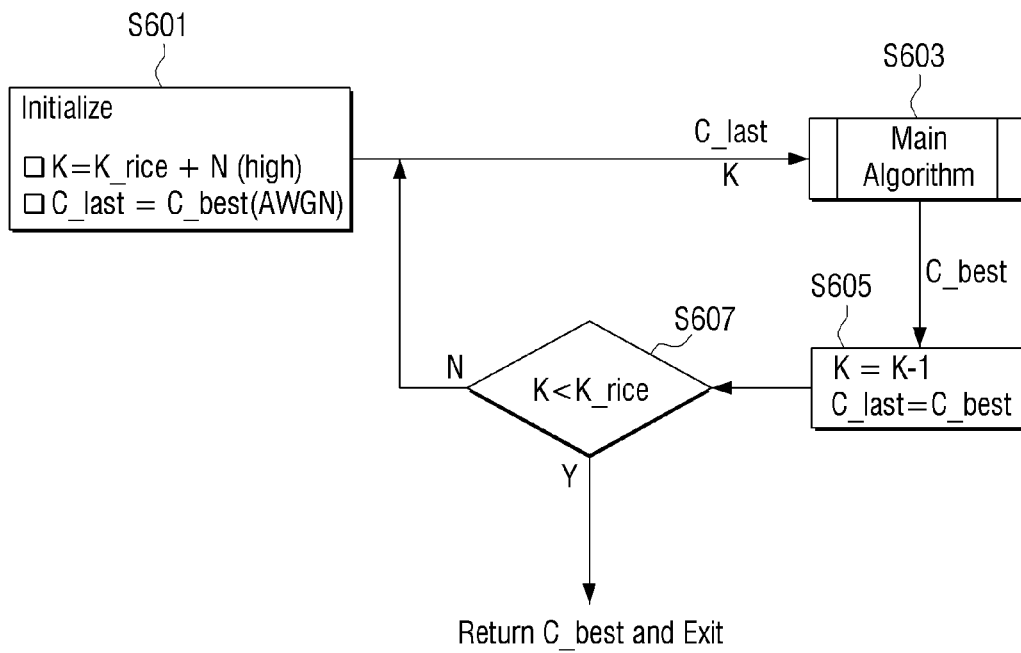 S601
Initialize
□ K=K_rice + N (high)
□ C_last = C_best(AWGN)
C_last
K
S603
Main
Algorithm
C_best
S605
K = K-1
C_last=C_best
S607
K<K_rice
N
Y
Return C_best and Exit